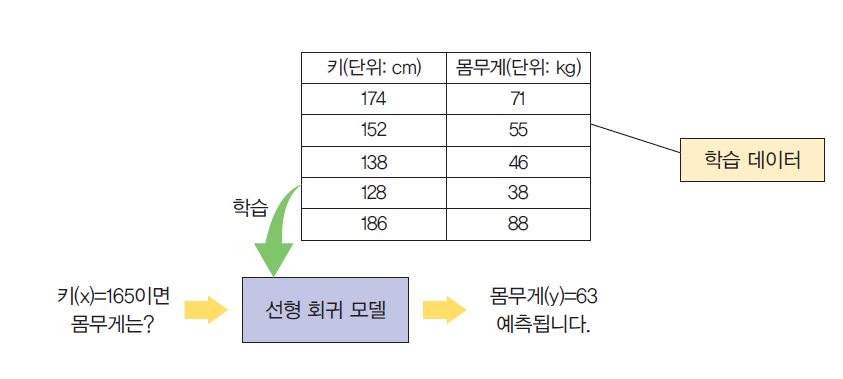 키(단위: cm) 몸무게(단위: kg)
174 71
152 55
138 46
128 38
186 88
학습 데이터
학습
키(x)=165이면
몸무게는?
선형 회귀 모델
몸무게(y)=63
예측됩니다.